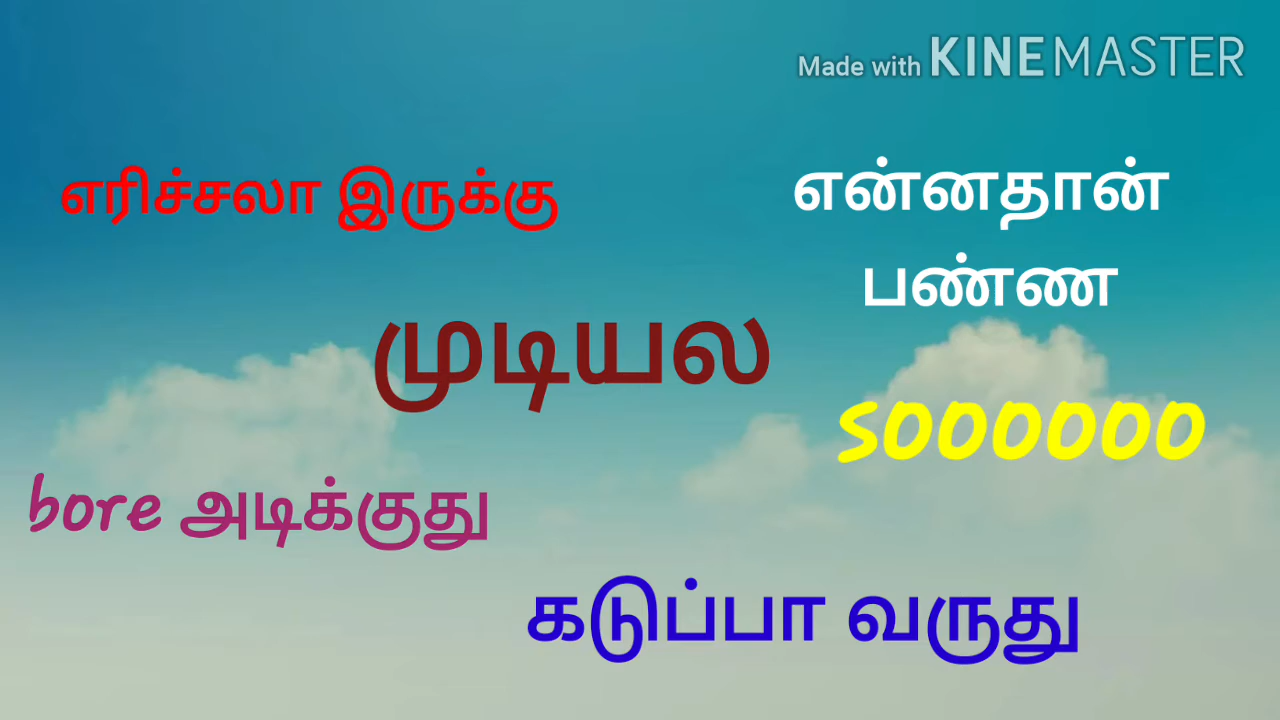 Made with KINEMASTER
எரிச்சலா இருக்கு
என்னதான்
பண்ண
முடியல
soooooo
bore அடிக்குது
கடுப்பா வருது